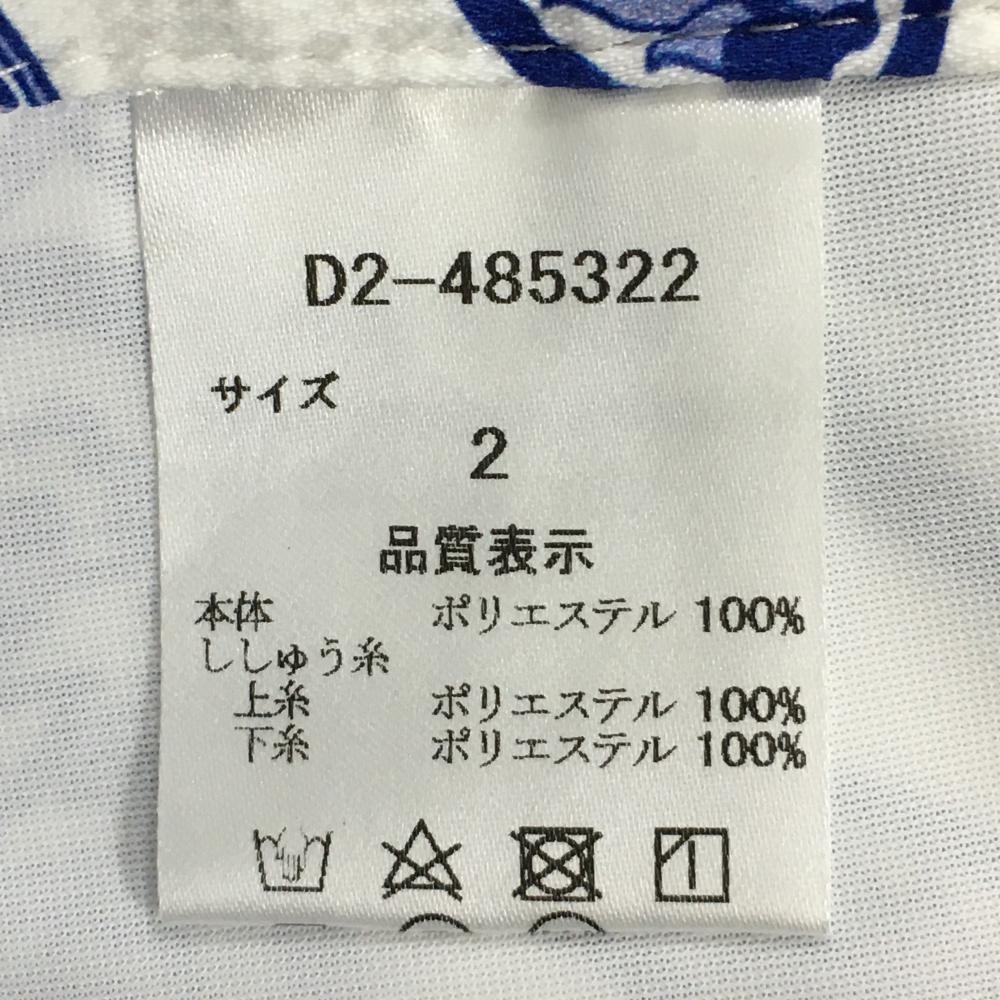 D2-485322
サイズ
2
品質表示
本体 ポリエステル 100%
ししゅう糸
上糸 ポリエステル 100%
下糸 ポリエステル 100%